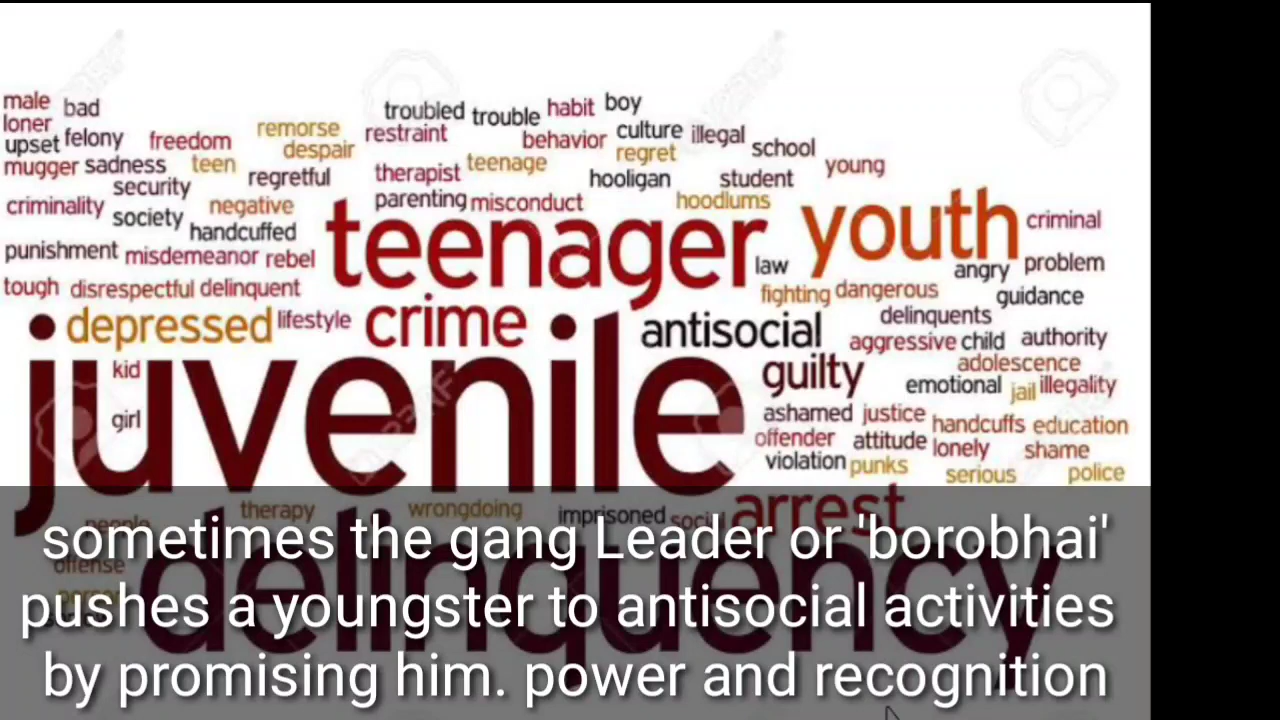 male bad
loner
upset felony freedom remorse
despair
mugger sadness teen
security regretful
criminality society negative
handcuffed
punishment misdemeanor rebel
tough disrespectful delinquent
troubled trouble habit boy
restraint behavior culture illegal
regret school
therapist teenage young
hooligan student
parenting misconduct hoodlums
teenager youth criminal
law angry problem
fighting dangerous guidance
depressed lifestyle crime antisocial delinquents
aggressive child authority
juvenile guilty adolescence
kid emotional jail illegality
girl ashamed justice handcuffs education
offender attitude lonely shame
violation punks serious police
arrest
people therapy wrongdoing imprisoned social
offense
delinquency
sometimes the gang Leader or 'borobhai'
pushes a youngster to antisocial activities
by promising him. power and recognition